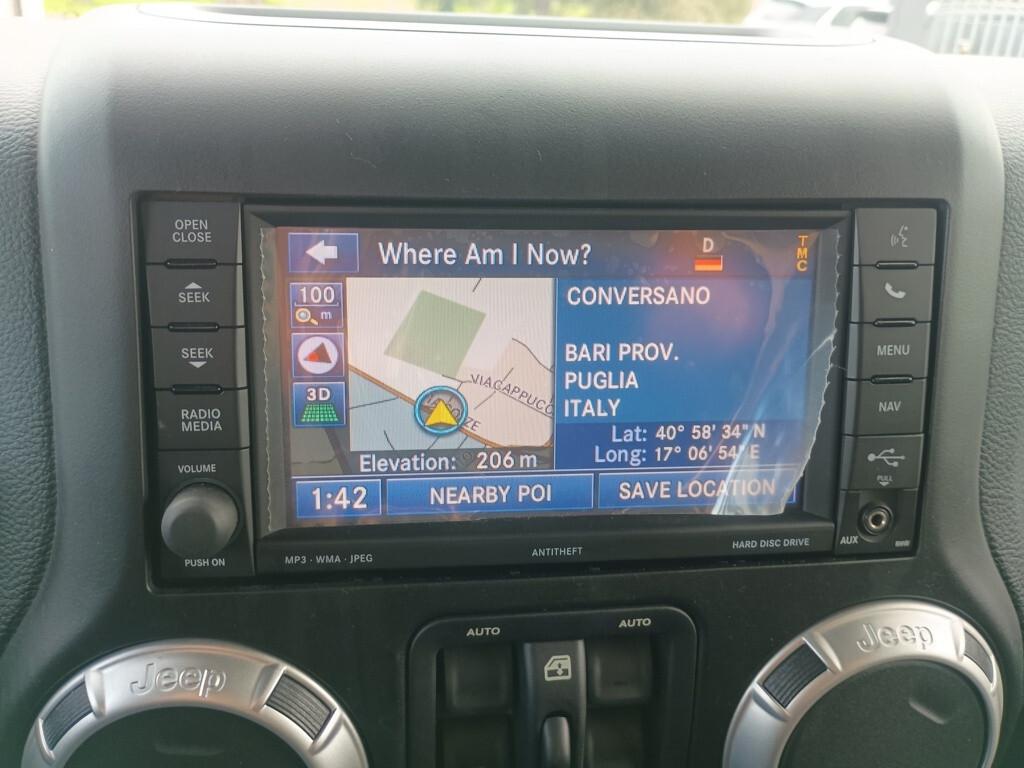 OPEN
CLOSE
SEEK
SEEK
RADIO
MEDIA
VOLUME
PUSH ON
Where Am I Now?
D
TMC
100
m
3D
VIACAPPUCC
CONVERSANO
BARI PROV.
PUGLIA
ITALY
Lat: 40° 58' 34" N
Long: 17° 06' 54" E
Elevation: 206 m
1:42
NEARBY POI
SAVE LOCATION
MP3 · WMA · JPEG
ANTITHEFT
HARD DISC DRIVE
MENU
NAV
PULL
AUX
AUTO
AUTO
Jeep
Jeep